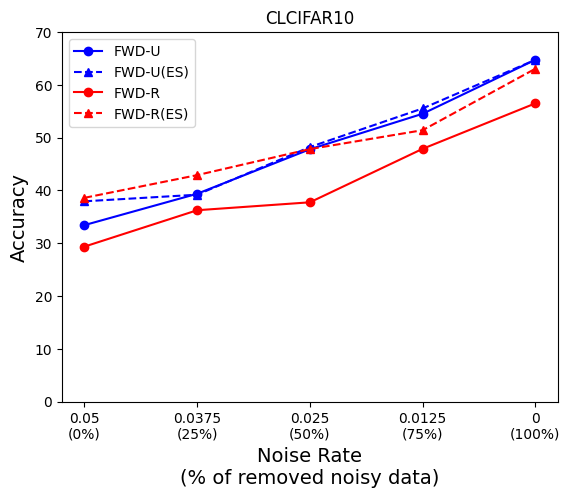 CLCIFAR10
FWD-U
FWD-U(ES)
FWD-R
FWD-R(ES)
Accuracy
70
60
50
40
30
20
10
0
0.05 0.0375 0.025 0.0125 0
(0%) (25%) (50%) (75%) (100%)
Noise Rate
(% of removed noisy data)